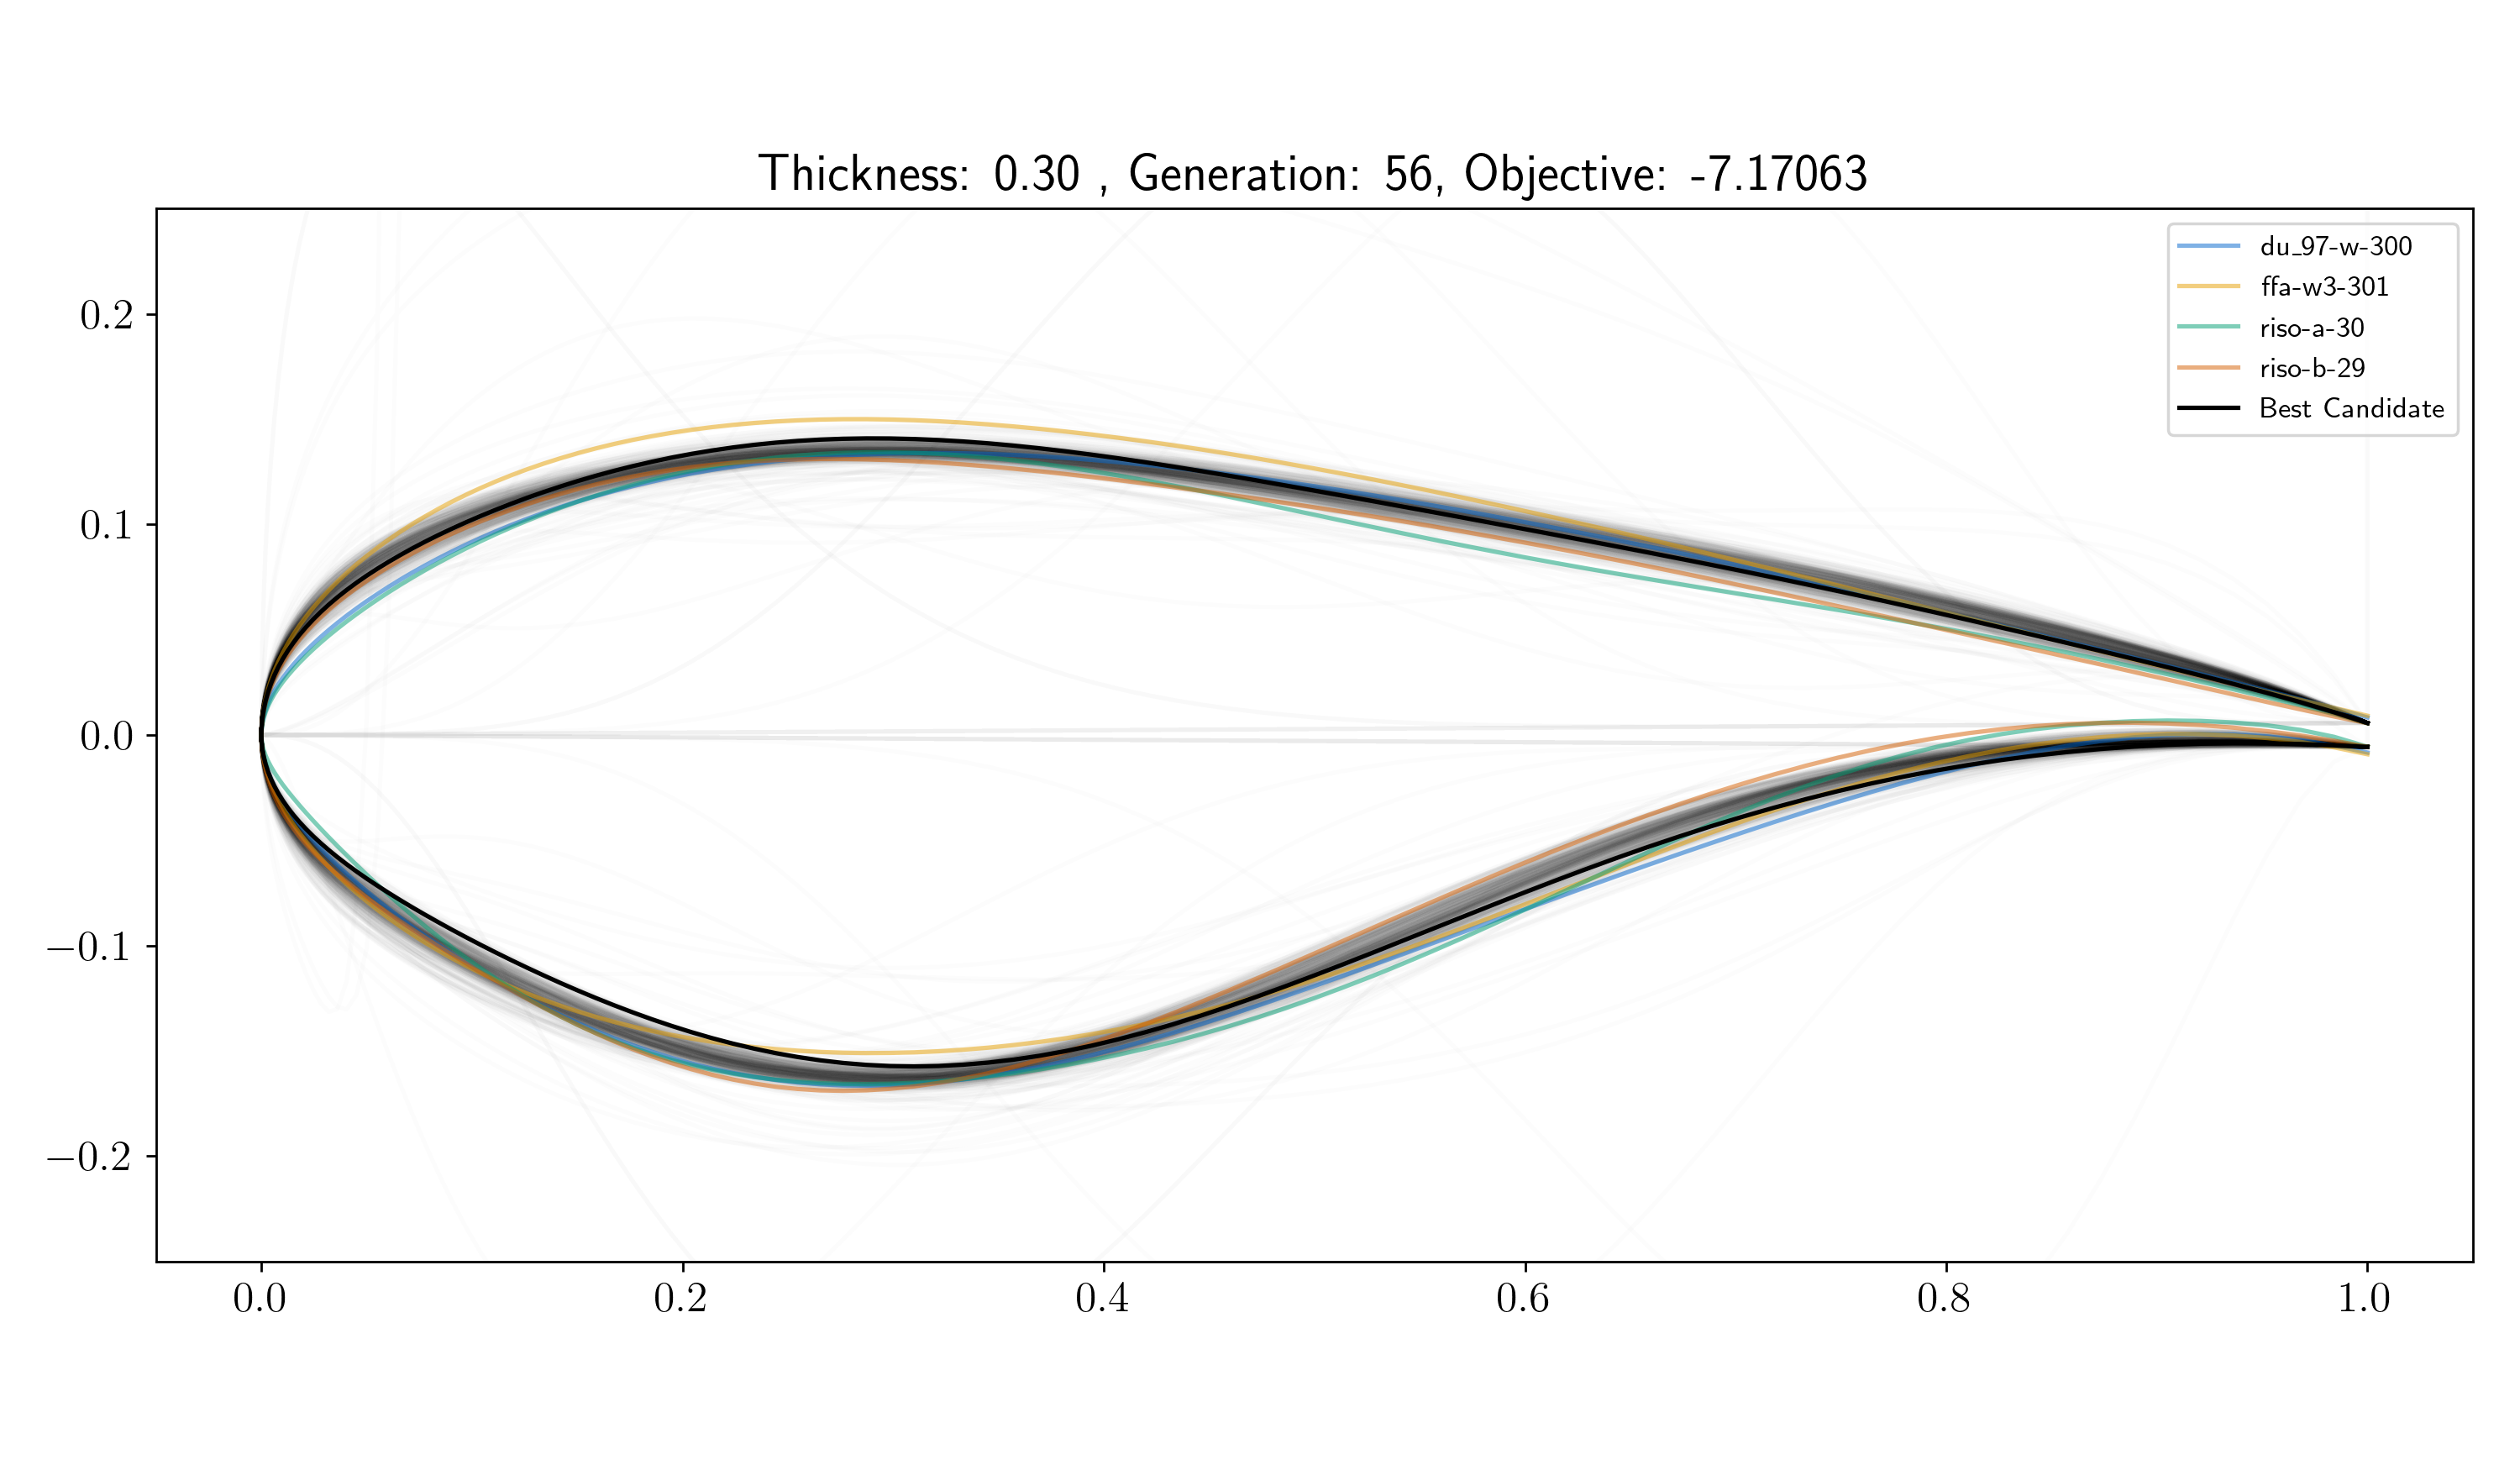 Thickness: 0.30 , Generation: 56, Objective: -7.17063
du_97-w-300
ffa-w3-301
riso-a-30
riso-b-29
Best Candidate
0.2
0.1
0.0
−0.1
−0.2
0.0 0.2 0.4 0.6 0.8 1.0